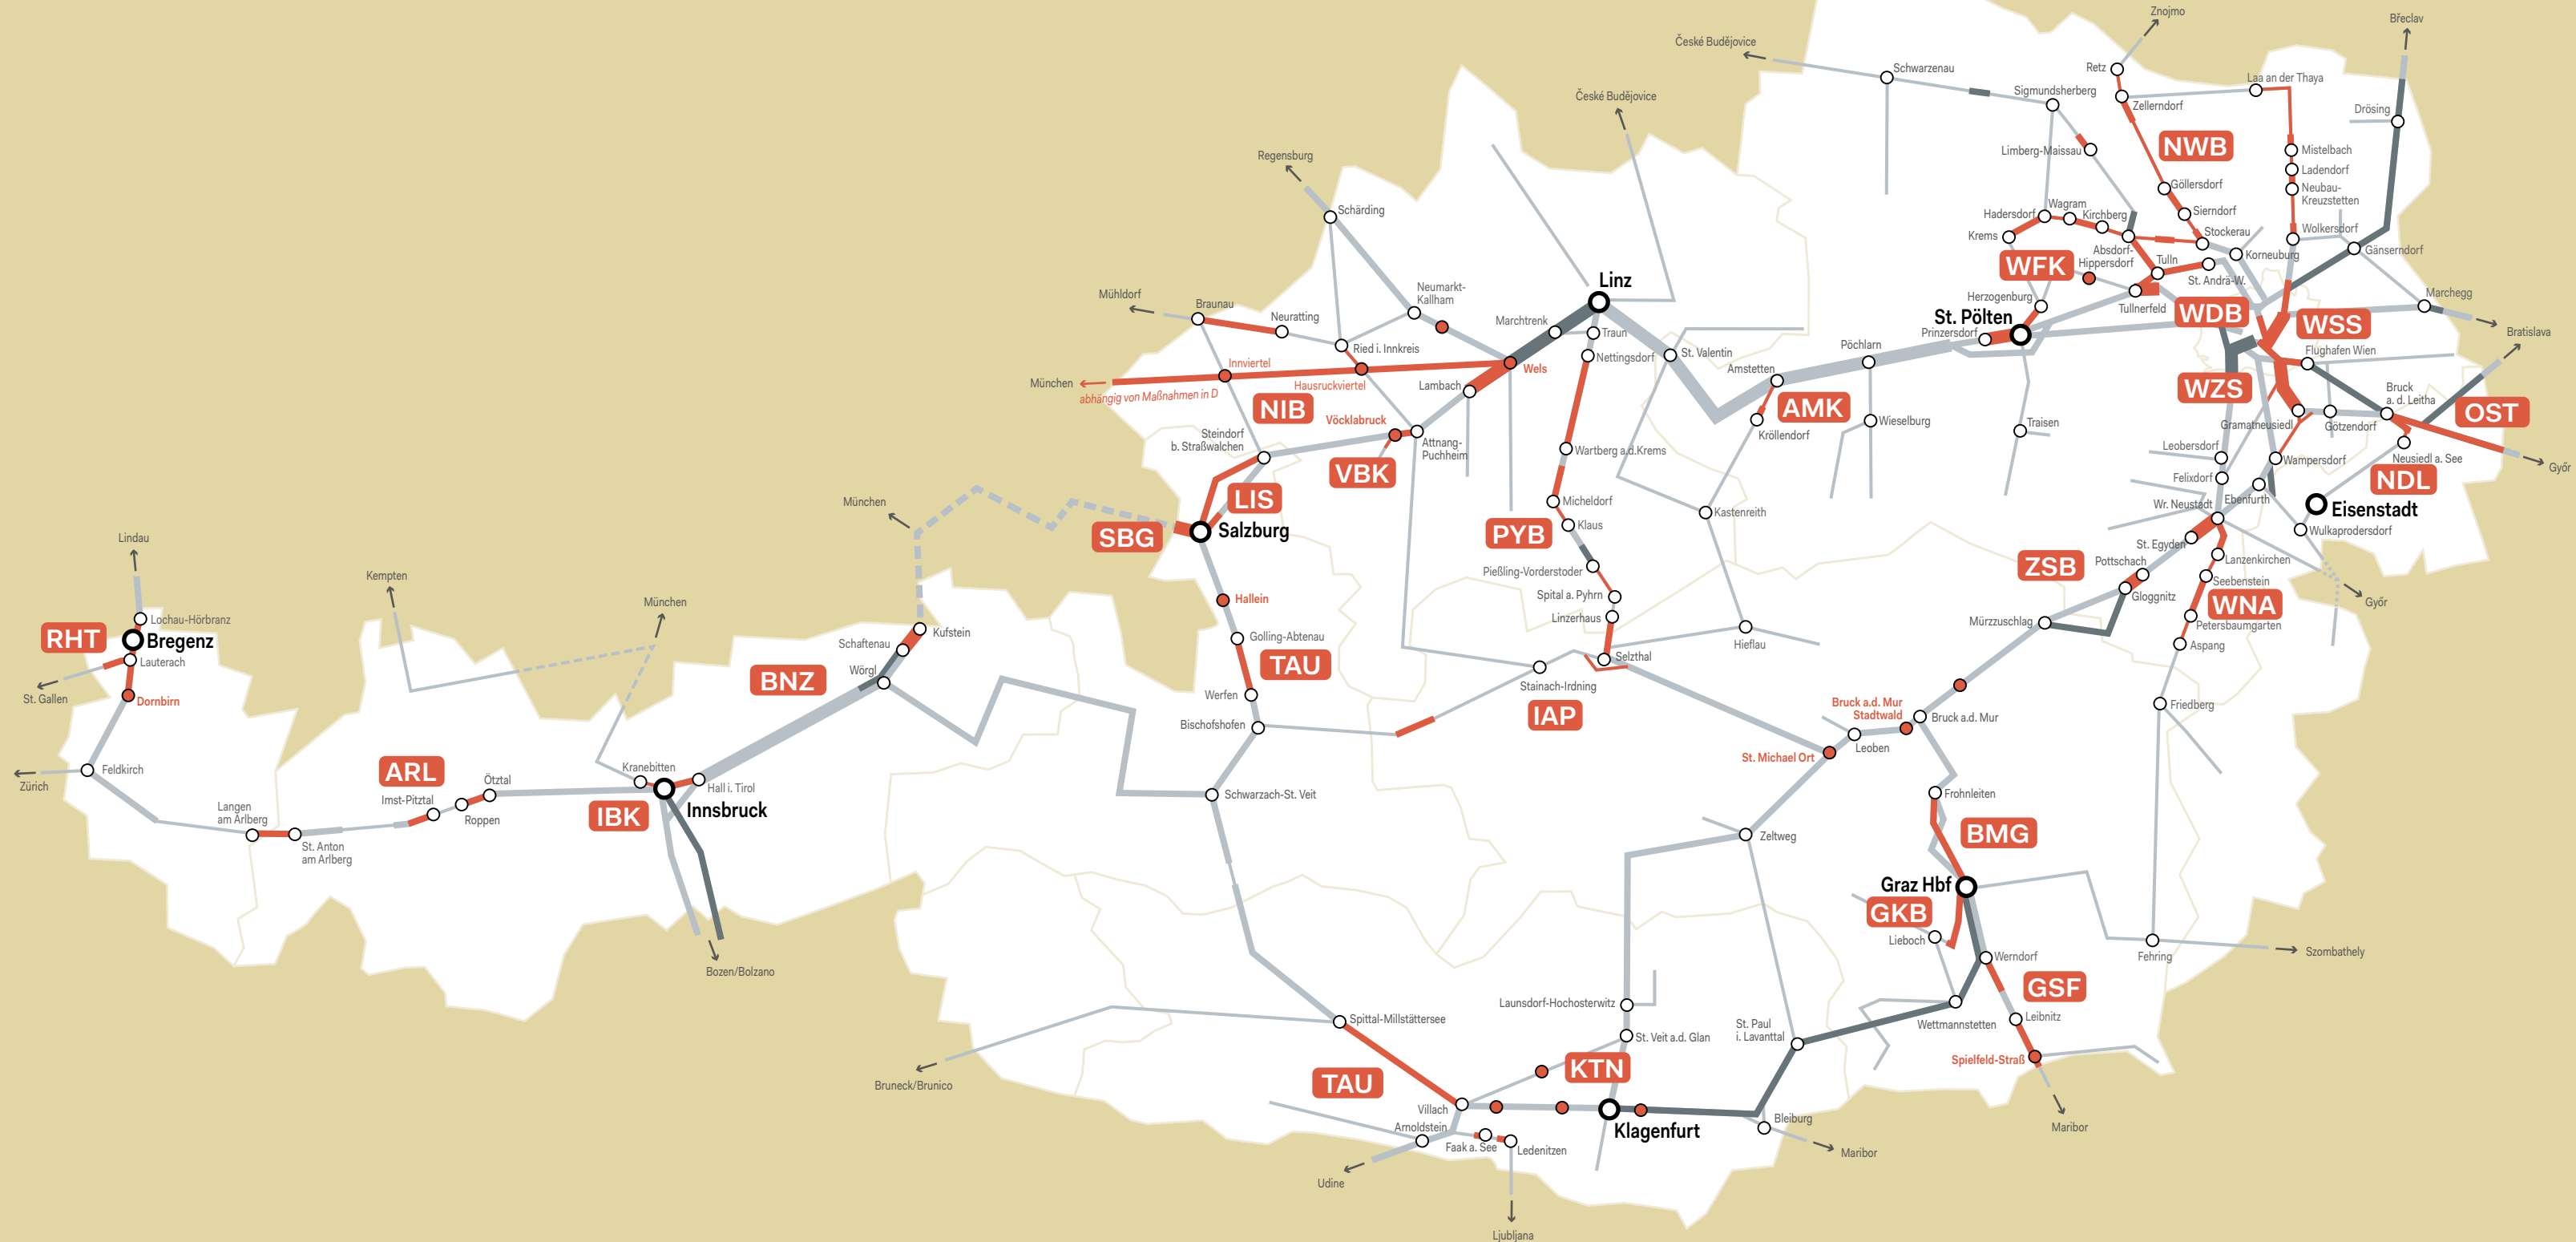 Lindau
Lochau-Hörbranz
Bregenz
RHT
Lauterach
St. Gallen
Dornbirn
Feldkirch
Zürich
Langen
am Arlberg
St. Anton
am Arlberg
ARL
Imst-Pitztal
Ötztal
Roppen
Kempten
München
Kranebitten
Hall i. Tirol
IBK
Innsbruck
Bozen/Bolzano
BNZ
München
Schaftenau
Kufstein
Wörgl
SBG
Salzburg
LIS
Steindorf
b. Straßwalchen
Hallein
Golling-Abtenau
TAU
Werfen
Bischofshofen
Schwarzach-St. Veit
Mühldorf
Braunau
Neuratting
Regensburg
Schärding
Neumarkt-
Kallham
Ried i. Innkreis
Innviertel
München
abhängig von Maßnahmen in D
Hausruckviertel
NIB
Vöcklabruck
VBK
Attnang-
Puchheim
Lambach
Wels
Marchtrenk
Linz
Traun
Nettingsdorf
České Budějovice
St. Valentin
Wartberg a.d.Krems
Micheldorf
PYB
Klaus
Pießling-Vorderstoder
Spital a. Pyhrn
Linzerhaus
Selzthal
Stainach-Irdning
IAP
Kastenreith
Hieflau
Amstetten
AMK
Kröllendorf
Pöchlarn
Wieselburg
Prinzersdorf
St. Pölten
Traisen
Herzogenburg
České Budějovice
Schwarzenau
Sigmundsherberg
Limberg-Maissau
Znojmo
Retz
Zellerndorf
NWB
Göllersdorf
Sierndorf
Stockerau
Korneuburg
Hadersdorf
Wagram
Kirchberg
Krems
Absdorf-
Hippersdorf
WFK
Tulln
St. Andrä-W.
Tullnerfeld
WDB
Laa an der Thaya
Mistelbach
Ladendorf
Neubau-
Kreuzstetten
Wolkersdorf
Břeclav
Drösing
Gänserndorf
Marchegg
Bratislava
WSS
Flughafen Wien
WZS
Bruck
a. d. Leitha
OST
Győr
Gramatneusiedl
Götzendorf
Neusiedl a. See
NDL
Leobersdorf
Felixdorf
Wampersdorf
Ebenfurth
Wr. Neustadt
Eisenstadt
Wulkaprodersdorf
Győr
St. Egyden
Lanzenkirchen
Pottschach
ZSB
Gloggnitz
Seebenstein
WNA
Petersbaumgarten
Aspang
Mürzzuschlag
Friedberg
Bruck a.d. Mur
Stadtwald
Bruck a.d. Mur
Leoben
St. Michael Ort
Frohnleiten
Zeltweg
BMG
Graz Hbf
GKB
Lieboch
Werndorf
GSF
Wettmannstetten
Leibnitz
Spielfeld-Straß
Maribor
Fehring
Szombathely
Launsdorf-Hochosterwitz
St. Veit a.d. Glan
St. Paul
i. Lavanttal
Spittal-Millstättersee
Bruneck/Brunico
TAU
KTN
Villach
Klagenfurt
Bleiburg
Maribor
Arnoldstein
Faak a. See
Ledenitzen
Udine
Ljubljana